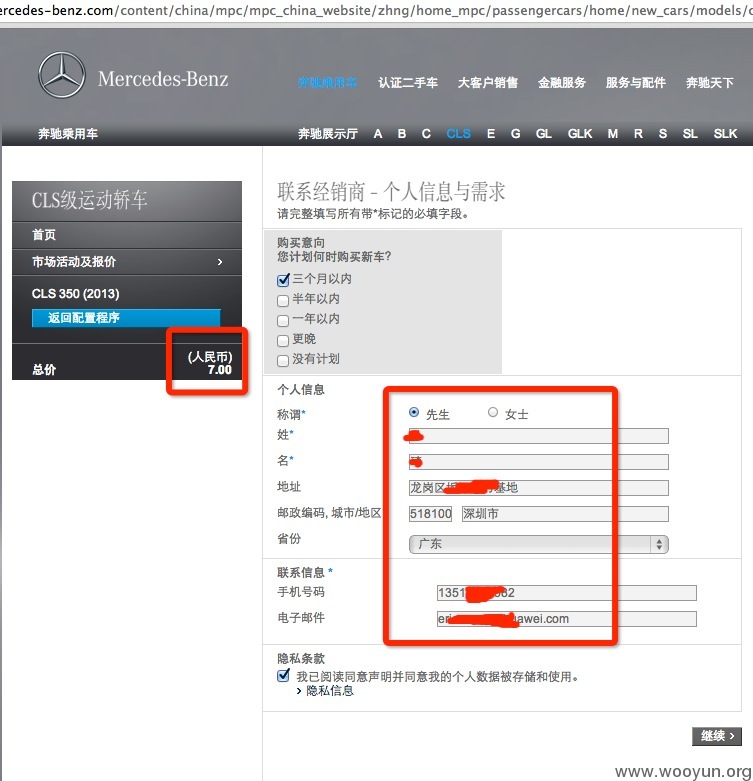 ercedes-benz.com/content/china/mpc/mpc_china_website/zhng/home_mpc/passengercars/home/new_cars/models/c
Mercedes-Benz
奔驰乘用车 认证二手车 大客户销售 金融服务 服务与配件 奔驰天下
奔驰乘用车 奔驰展示厅 A B C CLS E G GL GLK M R S SL SLK
CLS级运动轿车
首页
市场活动及报价
CLS 350 (2013)
返回配置程序
(人民币)
总价 7.00
联系经销商 – 个人信息与需求
请完整填写所有带*标记的必填字段。
购买意向
您计划何时购买新车?
三个月以内
半年以内
一年以内
更晚
没有计划
个人信息
称谓* 先生 女士
姓*
名*
地址 龙岗区 基地
邮政编码, 城市/地区 518100 深圳市
省份 广东
联系信息 *
手机号码 1351 62
电子邮件 eri awei.com
隐私条款
我已阅读同意声明并同意我的个人数据被存储和使用。
› 隐私信息
继续 ›
www.wooyun.org